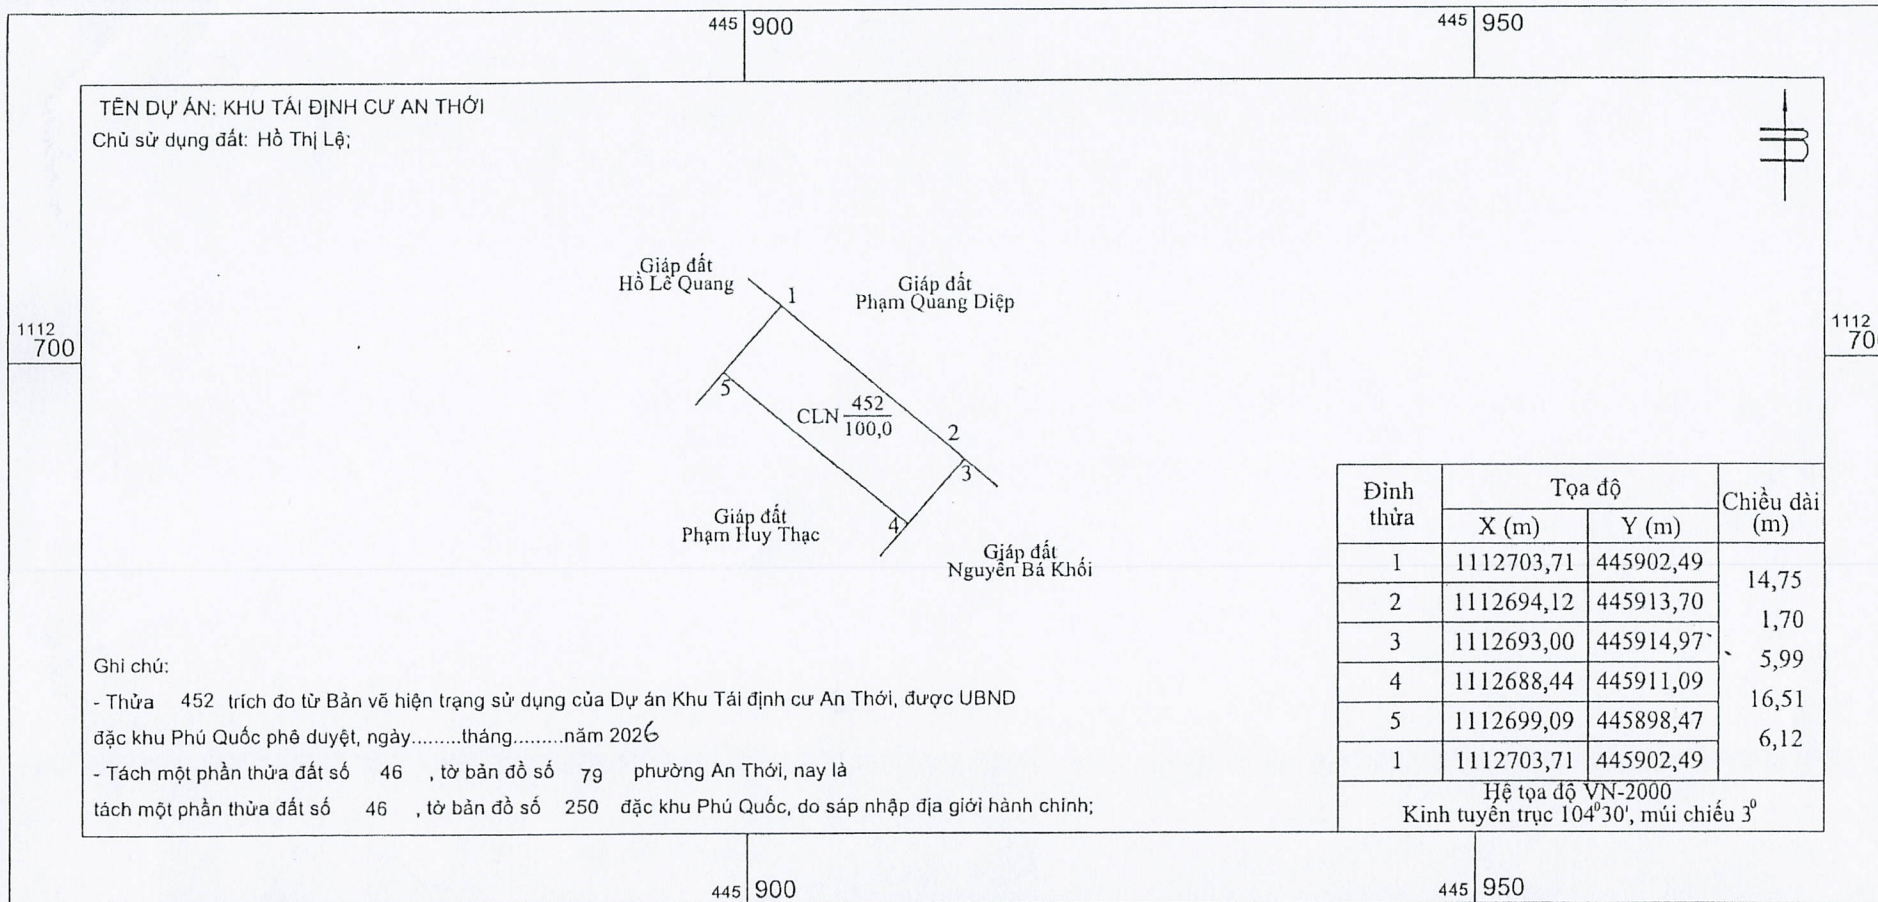 445 900
445 950
TÊN DỰ ÁN: KHU TÁI ĐỊNH CƯ AN THỚI
Chủ sử dụng đất: Hồ Thị Lệ;
Giáp đất
Hồ Lê Quang
1
Giáp đất
Phạm Quang Diệp
1112
700
1112
70
5
CLN 452
100,0
2
3
4
Giáp đất
Phạm Huy Thạc
Giáp đất
Nguyễn Bá Khối
Đỉnh thửa Tọa độ Chiều dài (m)
X (m) Y (m)
1 1112703,71 445902,49
14,75
2 1112694,12 445913,70
1,70
3 1112693,00 445914,97
5,99
4 1112688,44 445911,09
16,51
5 1112699,09 445898,47
6,12
1 1112703,71 445902,49
Hệ tọa độ VN-2000
Kinh tuyến trục 104⁰30', múi chiếu 3⁰
Ghi chú:
- Thửa 452 trích đo từ Bản vẽ hiện trạng sử dụng của Dự án Khu Tái định cư An Thới, được UBND
đặc khu Phú Quốc phê duyệt, ngày.........tháng.........năm 2026
- Tách một phần thửa đất số 46 , tờ bản đồ số 79 phường An Thới, nay là
tách một phần thửa đất số 46 , tờ bản đồ số 250 đặc khu Phú Quốc, do sáp nhập địa giới hành chính;
445 900
445 950